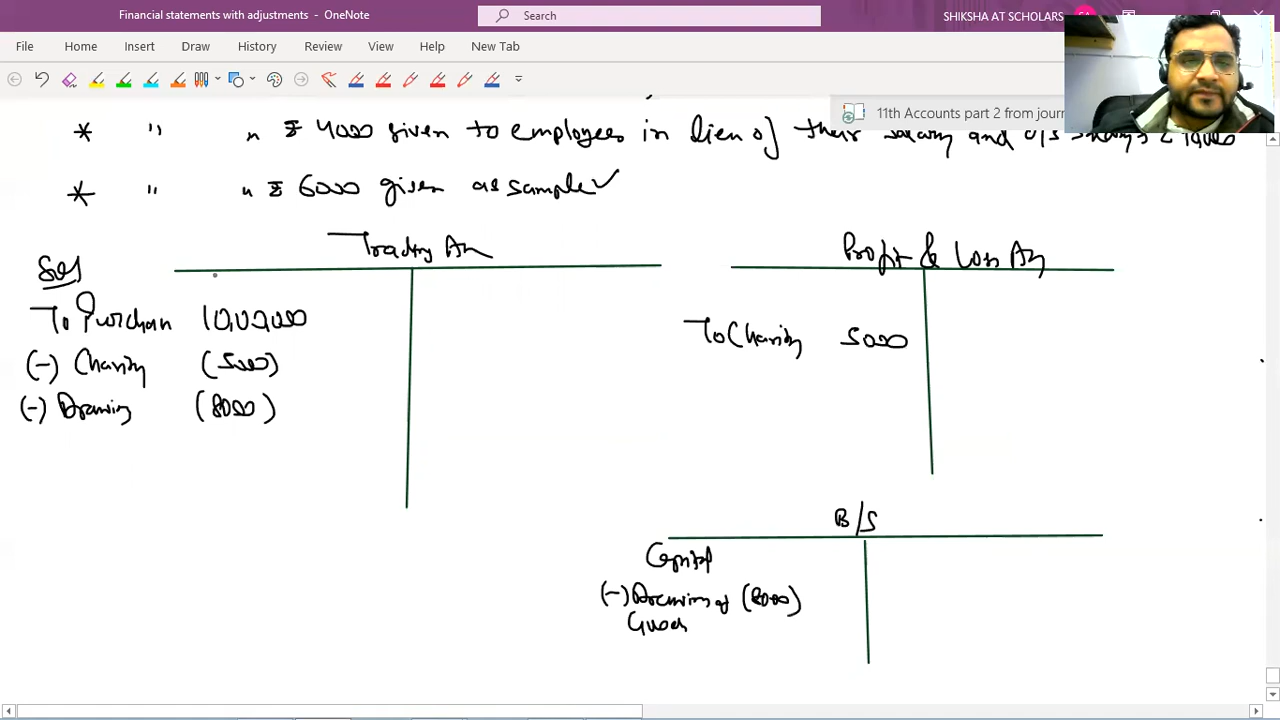 Financial statements with adjustments - OneNote
Search
SHIKSHA AT SCHOLARS
SA
File Home Insert Draw History Review View Help New Tab
11th Accounts part 2 from journ
* " " ₹ 4000 given to employees in lieu of their salary and o/s
* " " ₹ 6000 given as sample ✓
Sol
Trading A/c
Profit & Loss A/c
To Purchase 10,00,000
To Charity 5000
(-) Charity (5000)
(-) Drawing (8000)
B/S
Capital
(-) Drawing of (8000)
Goods